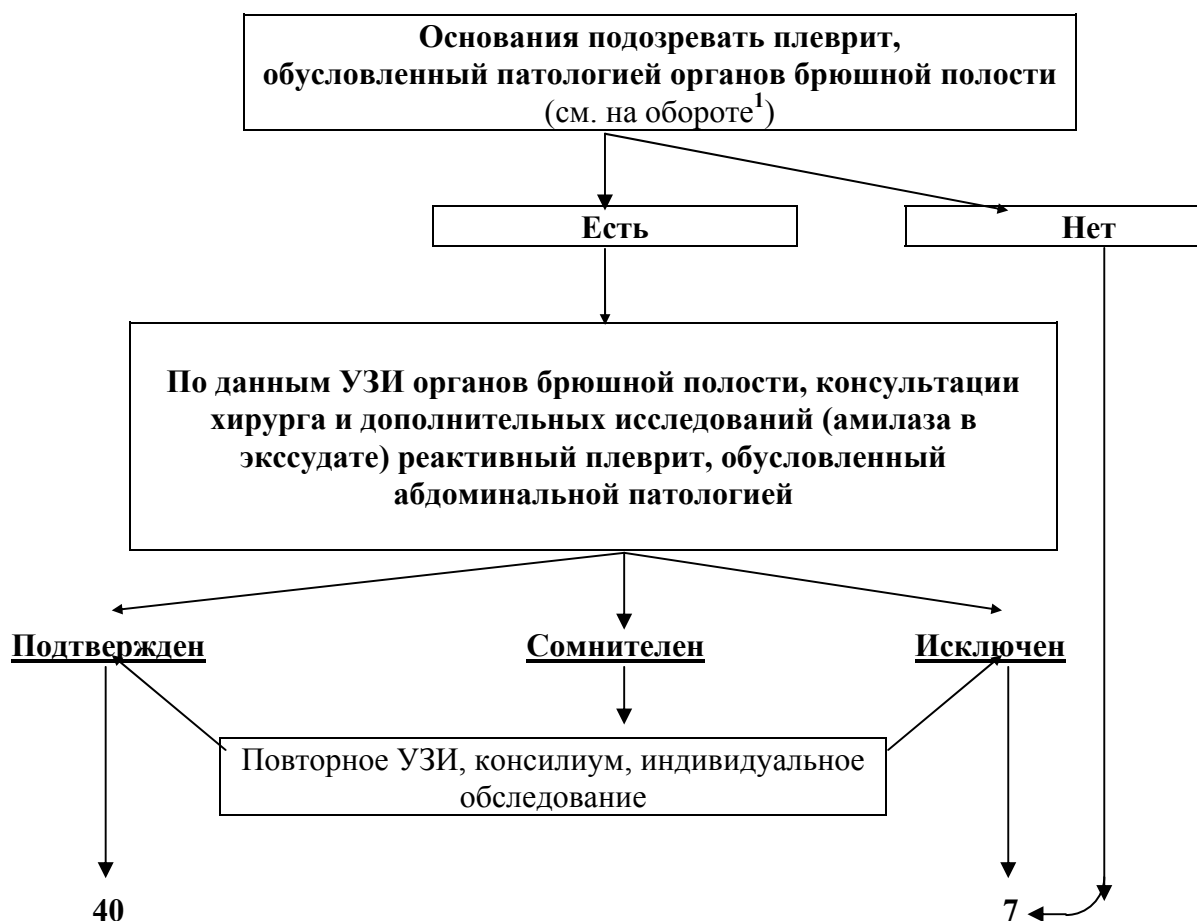 Основания подозревать плеврит,
обусловленный патологией органов брюшной полости
(см. на обороте¹)
Есть
Нет
По данным УЗИ органов брюшной полости, консультации
хирурга и дополнительных исследований (амилаза в
экссудате) реактивный плеврит, обусловленный
абдоминальной патологией
Подтвержден
Сомнителен
Исключен
Повторное УЗИ, консилиум, индивидуальное
обследование
40
7